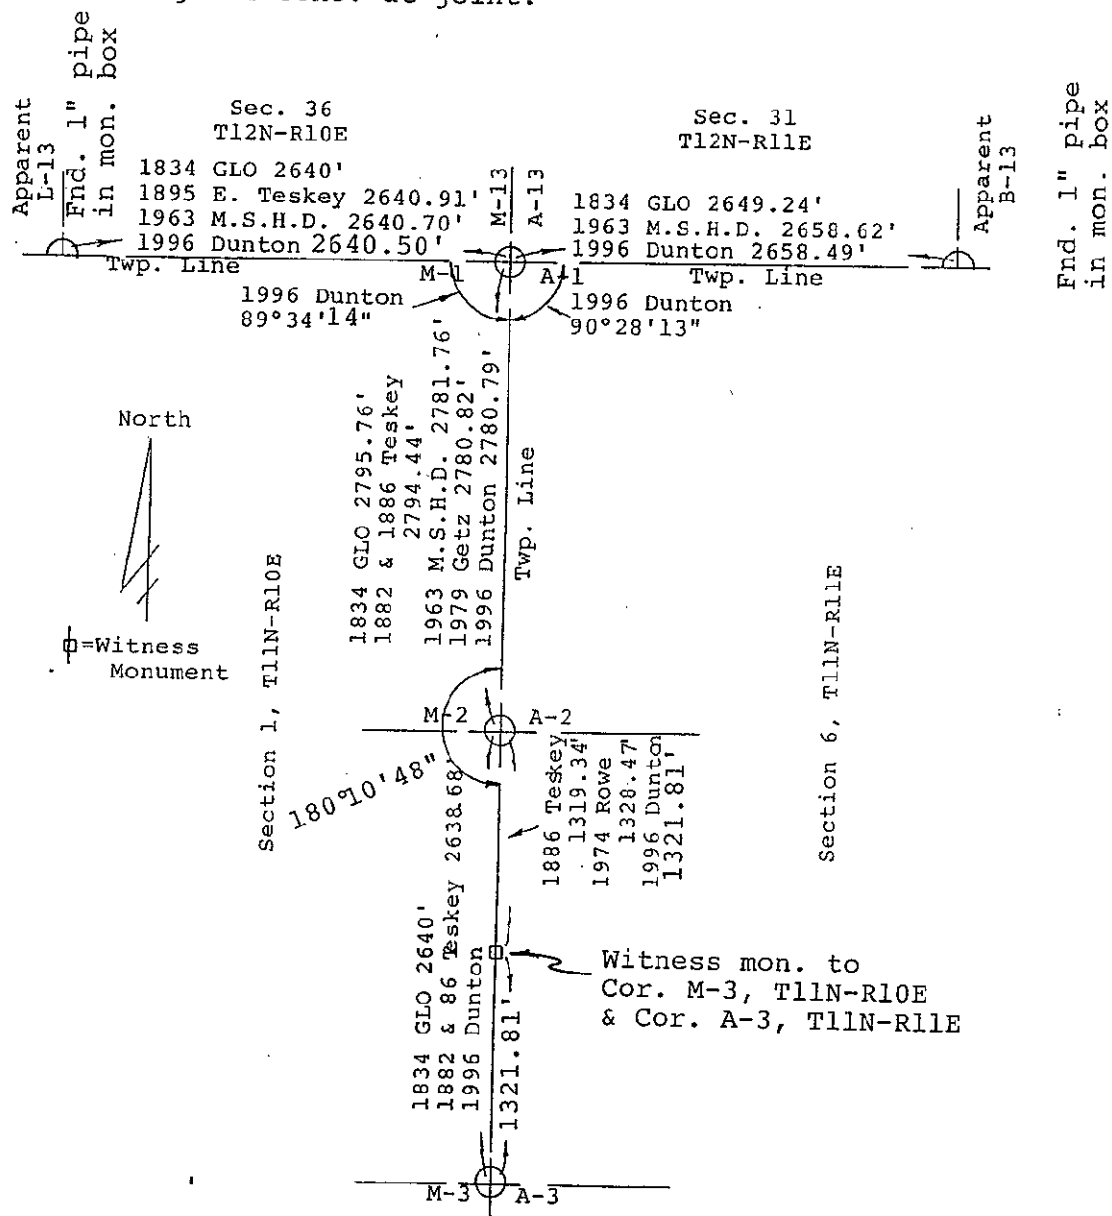 Apparent
L-13
Fnd. 1" pipe
in mon. box
Sec. 36
T12N-R10E
1834 GLO 2640'
1895 E. Teskey 2640.91'
1963 M.S.H.D. 2640.70'
1996 Dunton 2640.50'
Twp. Line
M-13
A-13
Sec. 31
T12N-R11E
1834 GLO 2649.24'
1963 M.S.H.D. 2658.62'
1996 Dunton 2658.49'
Twp. Line
Apparent
B-13
Fnd. 1" pipe
in mon. box
M-1
A-1
1996 Dunton
89°34'14"
1996 Dunton
90°28'13"
1834 GLO 2795.76'
1882 & 1886 Teskey
2794.44'
1963 M.S.H.D. 2781.76'
1979 Getz 2780.82'
1996 Dunton 2780.79'
Twp. Line
North
=Witness
Monument
Section 1, T11N-R10E
Section 6, T11N-R11E
M-2
A-2
180°10'48"
1886 Teskey
1319.34'
1974 Rowe
1328.47'
1996 Dunton
1321.81'
1834 GLO 2640'
1882 & 86 Teskey 2638.68'
1996 Dunton
1321.81'
Witness mon. to
Cor. M-3, T11N-R10E
& Cor. A-3, T11N-R11E
M-3
A-3